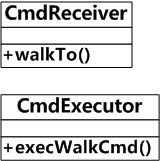 CmdReceiver
+walkTo()
CmdExecutor
+execWalkCmd()